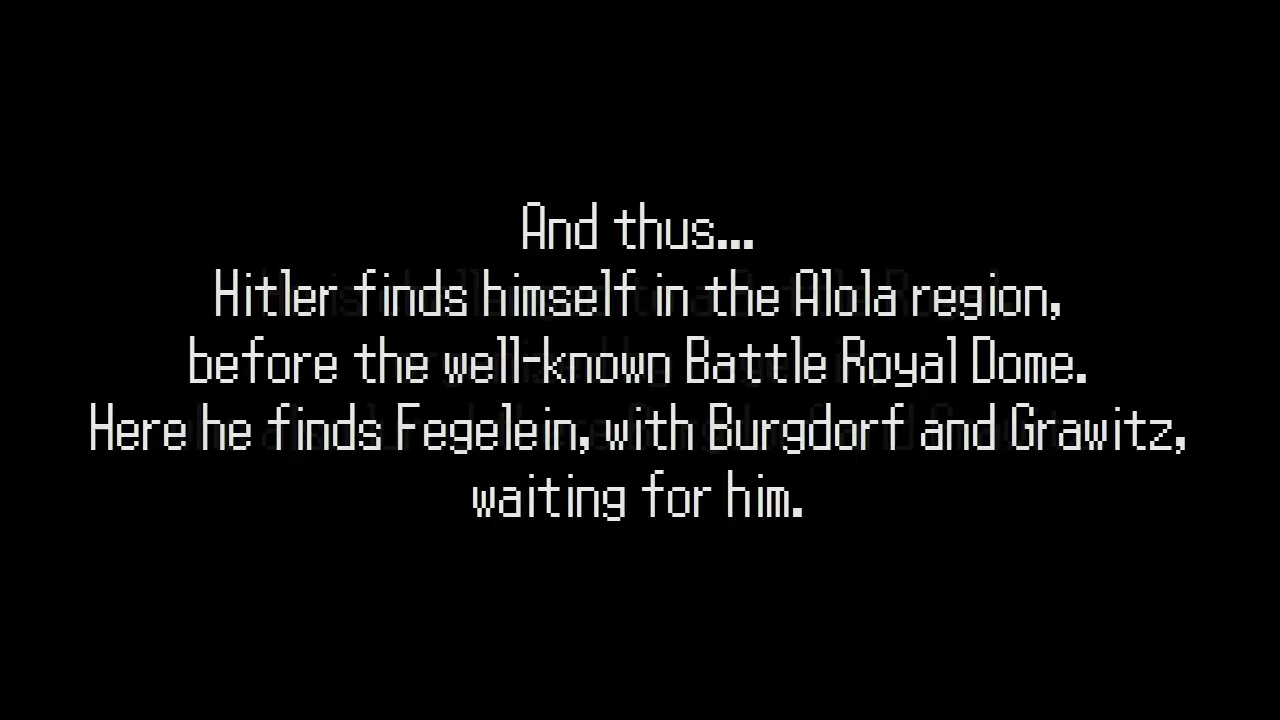 And thus...
Hitler finds himself in the Alola region,
before the well-known Battle Royal Dome.
Here he finds Fegelein, with Burgdorf and Grawitz,
waiting for him.